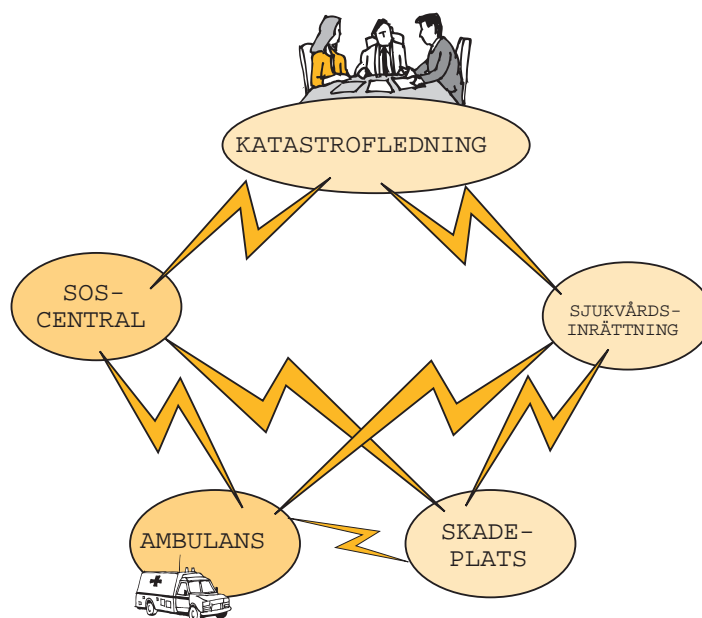 KATASTROFLEDNING
SOS-
CENTRAL
SJUKVÅRDS-
INRÄTTNING
AMBULANS
SKADE-
PLATS